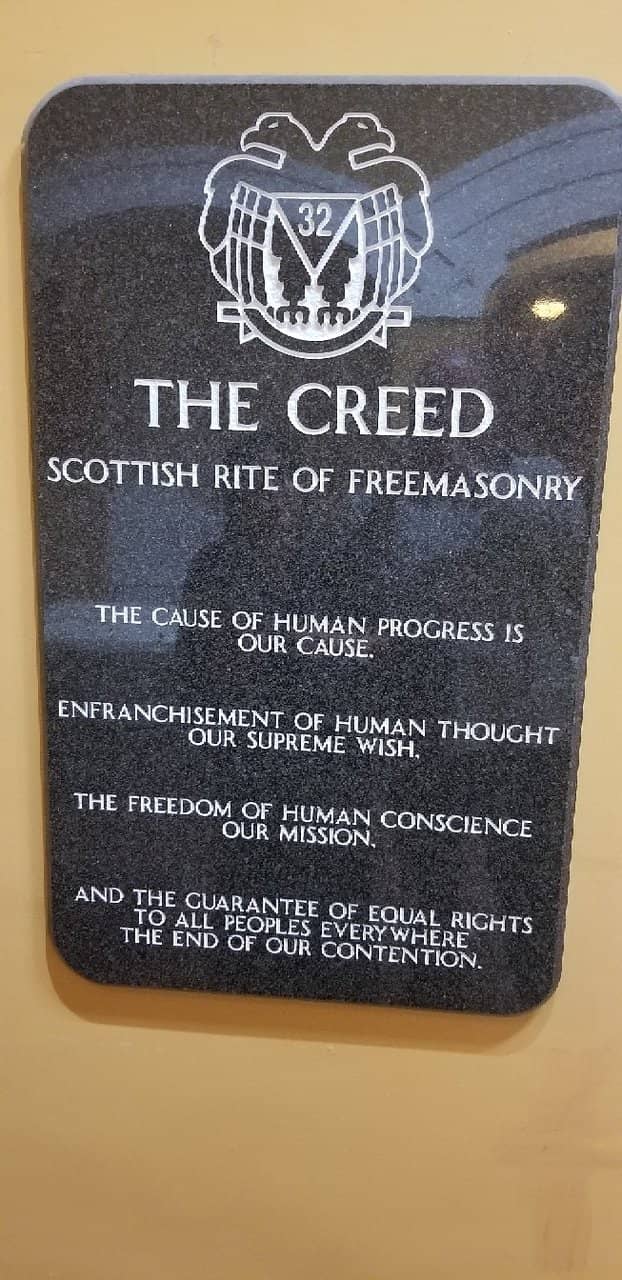 32
THE CREED
SCOTTISH RITE OF FREEMASONRY
THE CAUSE OF HUMAN PROGRESS IS
OUR CAUSE.
ENFRANCHISEMENT OF HUMAN THOUGHT
OUR SUPREME WISH,
THE FREEDOM OF HUMAN CONSCIENCE
OUR MISSION,
AND THE GUARANTEE OF EQUAL RIGHTS
TO ALL PEOPLES EVERYWHERE
THE END OF OUR CONTENTION.